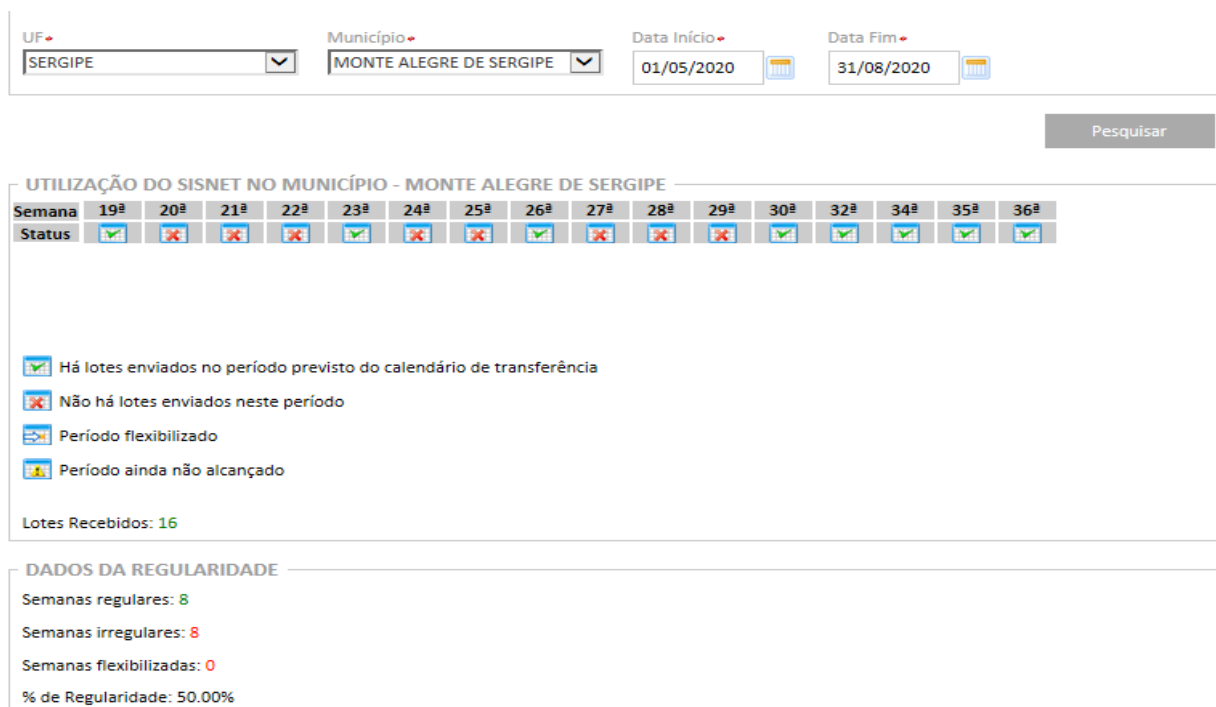 UF Município Data Início Data Fim
SERGIPE MONTE ALEGRE DE SERGIPE 01/05/2020 31/08/2020
Pesquisar
UTILIZAÇÃO DO SISNET NO MUNICÍPIO - MONTE ALEGRE DE SERGIPE
Semana 19ª 20ª 21ª 22ª 23ª 24ª 25ª 26ª 27ª 28ª 29ª 30ª 32ª 34ª 35ª 36ª
Status
Há lotes enviados no período previsto do calendário de transferência
Não há lotes enviados neste período
Período flexibilizado
Período ainda não alcançado
Lotes Recebidos: 16
DADOS DA REGULARIDADE
Semanas regulares: 8
Semanas irregulares: 8
Semanas flexibilizadas: 0
% de Regularidade: 50.00%